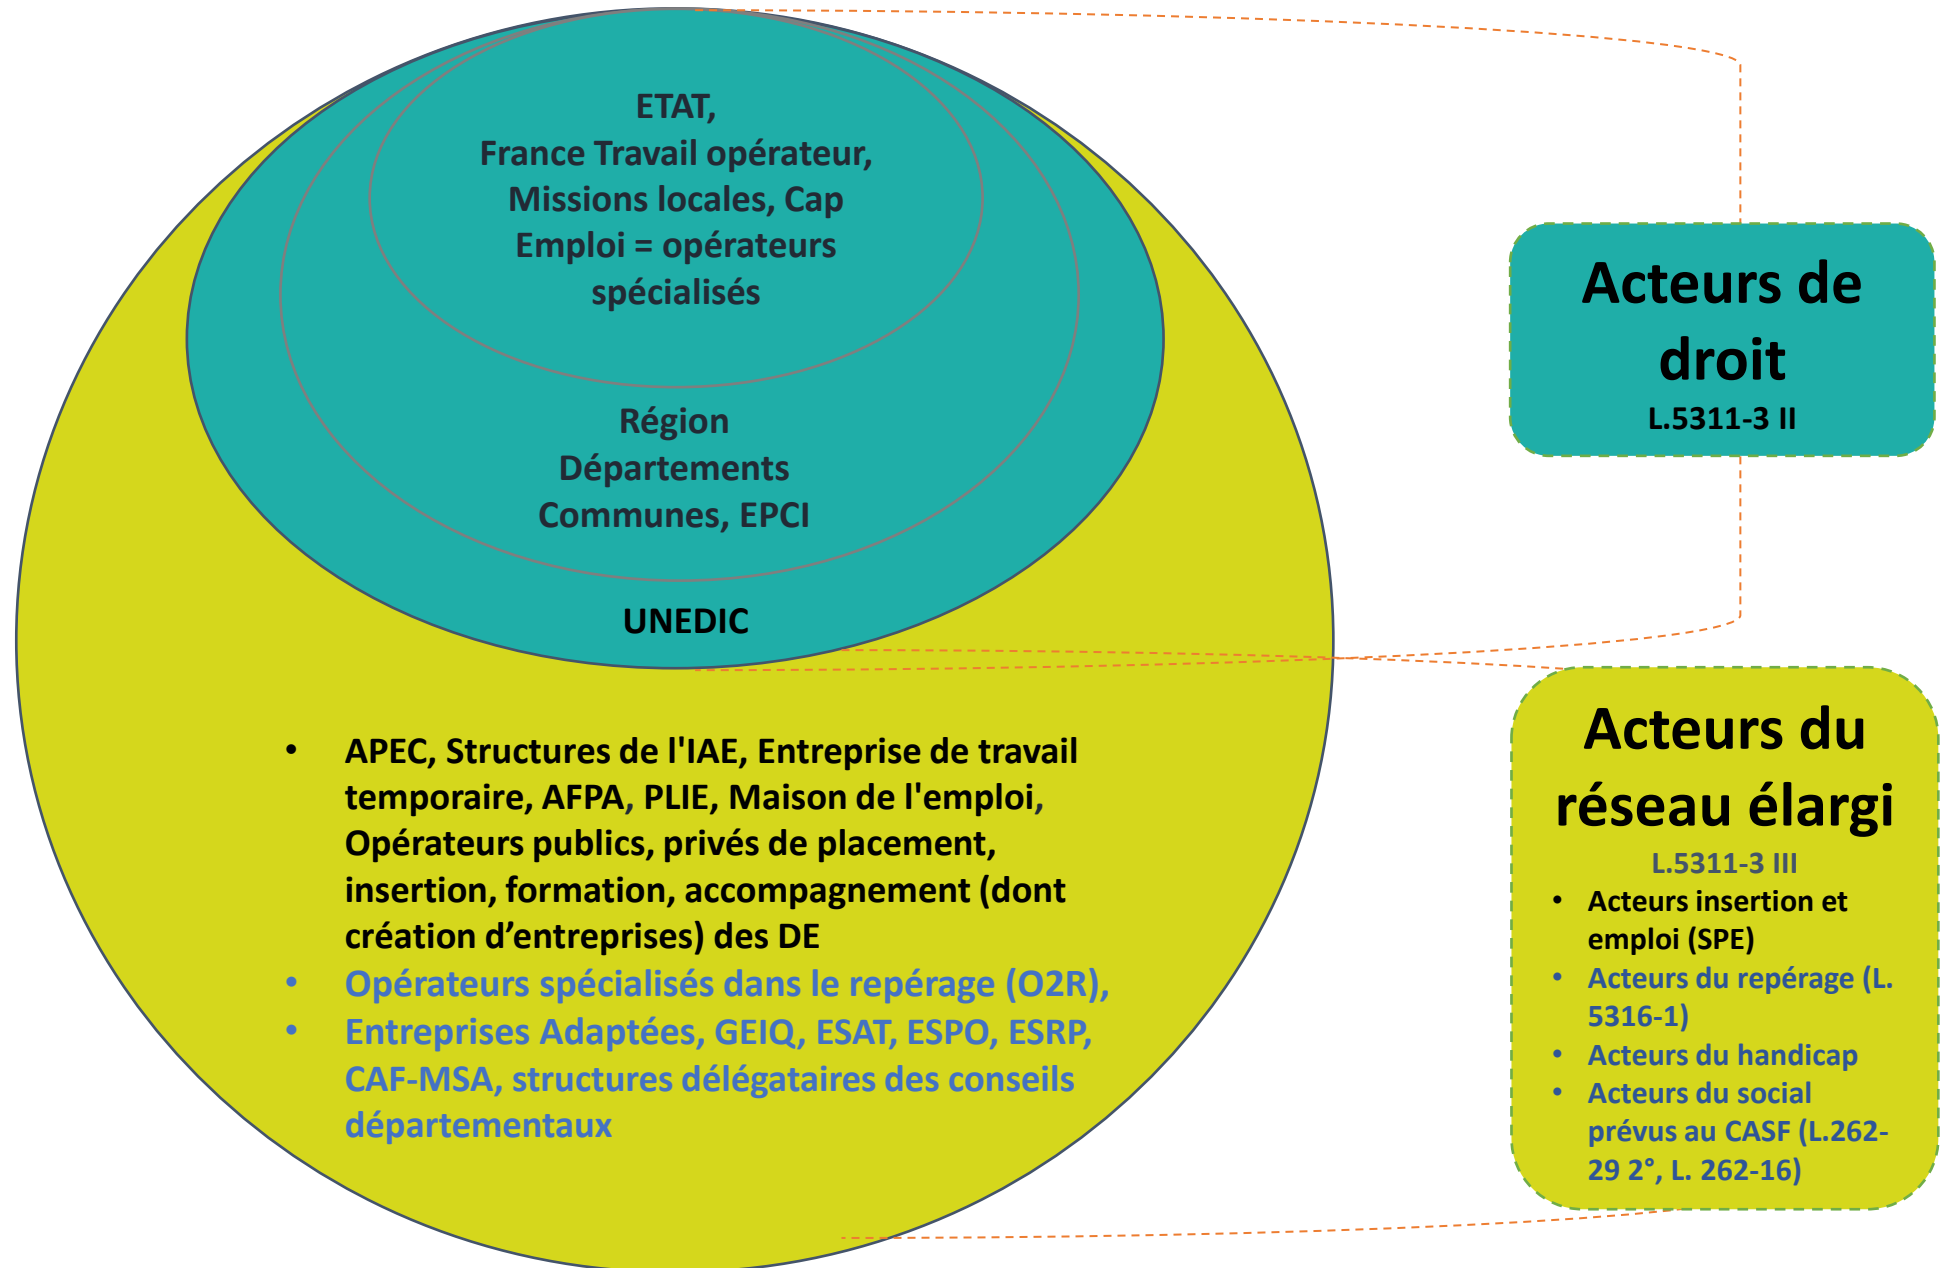 ETAT,
France Travail opérateur,
Missions locales, Cap
Emploi = opérateurs
spécialisés
Région
Départements
Communes, EPCI
UNEDIC
• APEC, Structures de l'IAE, Entreprise de travail
temporaire, AFPA, PLIE, Maison de l'emploi,
Opérateurs publics, privés de placement,
insertion, formation, accompagnement (dont
création d’entreprises) des DE
• Opérateurs spécialisés dans le repérage (O2R),
• Entreprises Adaptées, GEIQ, ESAT, ESPO, ESRP,
CAF-MSA, structures délégataires des conseils
départementaux
Acteurs de
droit
L.5311-3 II
Acteurs du
réseau élargi
L.5311-3 III
• Acteurs insertion et
emploi (SPE)
• Acteurs du repérage (L.
5316-1)
• Acteurs du handicap
• Acteurs du social
prévus au CASF (L.262-
29 2°, L. 262-16)